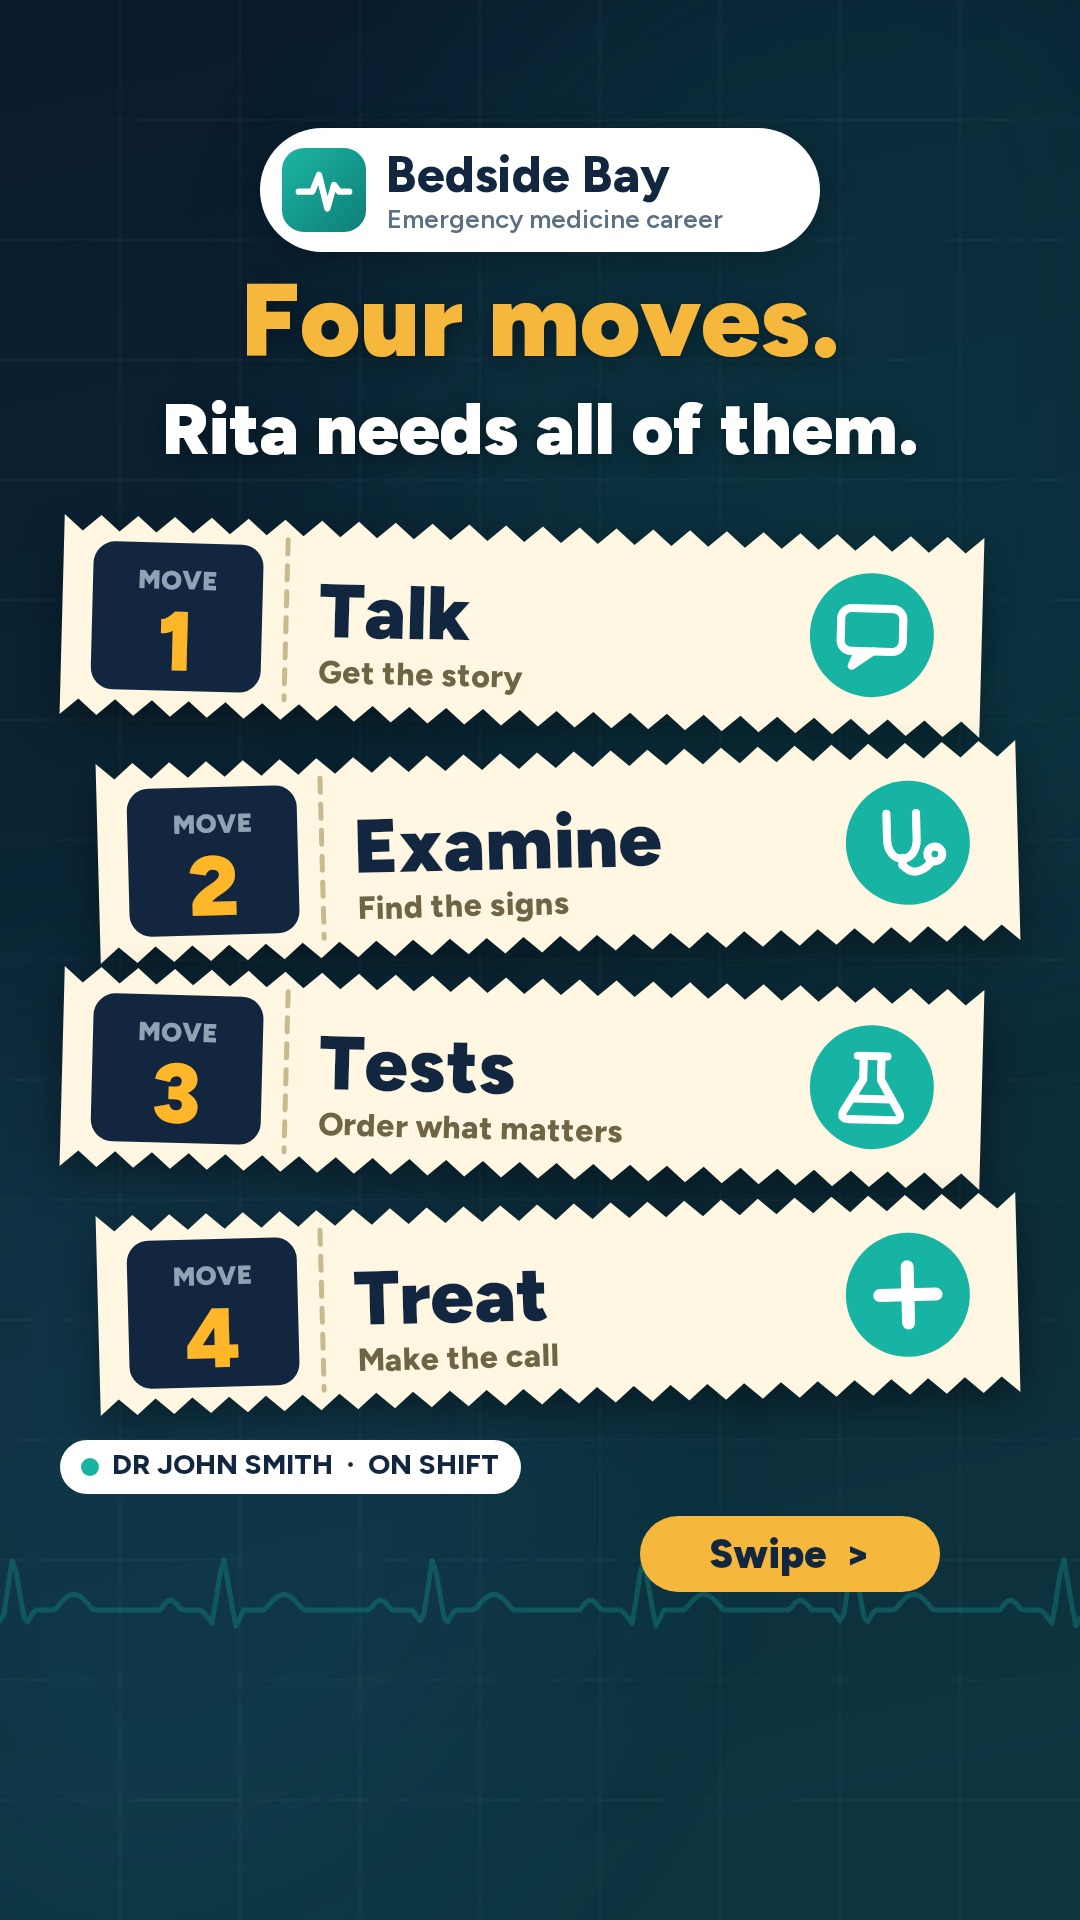 Bedside Bay
Emergency medicine career
Four moves.
Rita needs all of them.
MOVE
1
Talk
Get the story
MOVE
2
Examine
Find the signs
MOVE
3
Tests
Order what matters
MOVE
4
Treat
Make the call
DR JOHN SMITH · ON SHIFT
Swipe >